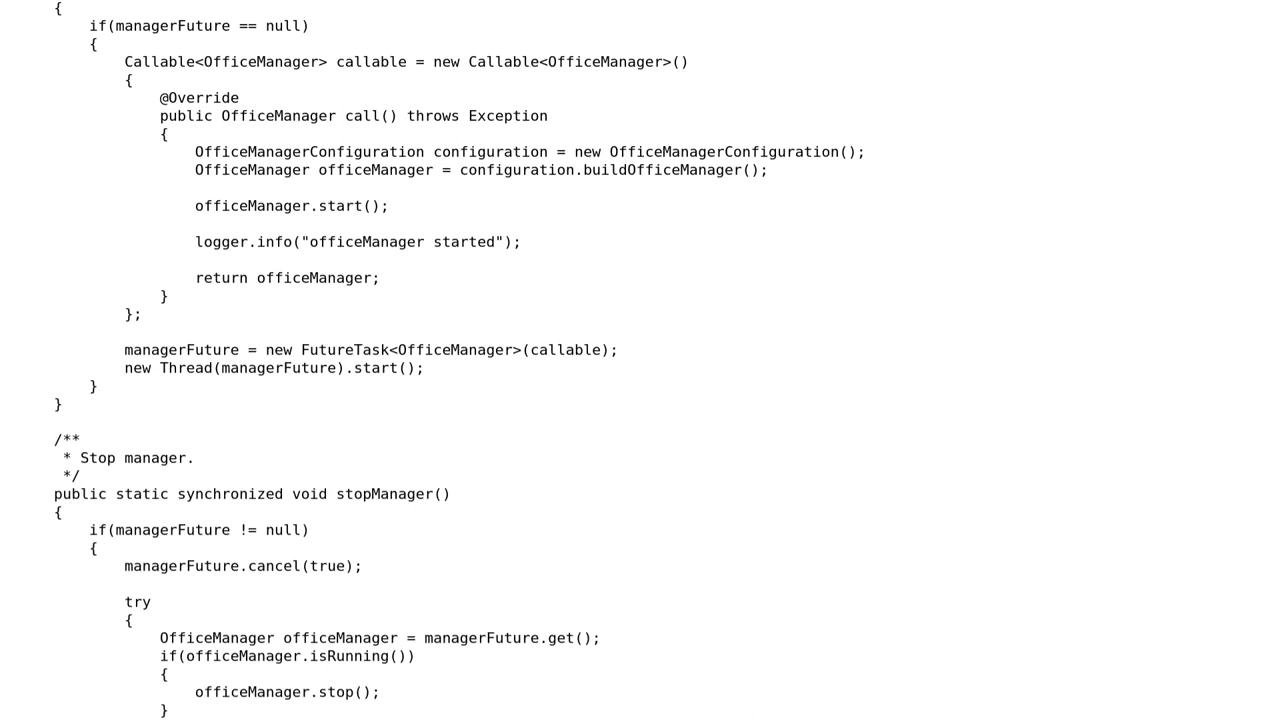 {
if(managerFuture == null)
{
Callable<OfficeManager> callable = new Callable<OfficeManager>()
{
@Override
public OfficeManager call() throws Exception
{
OfficeManagerConfiguration configuration = new OfficeManagerConfiguration();
OfficeManager officeManager = configuration.buildOfficeManager();
officeManager.start();
logger.info("officeManager started");
return officeManager;
}
};
managerFuture = new FutureTask<OfficeManager>(callable);
new Thread(managerFuture).start();
}
}
/**
* Stop manager.
*/
public static synchronized void stopManager()
{
if(managerFuture != null)
{
managerFuture.cancel(true);
try
{
OfficeManager officeManager = managerFuture.get();
if(officeManager.isRunning())
{
officeManager.stop();
}